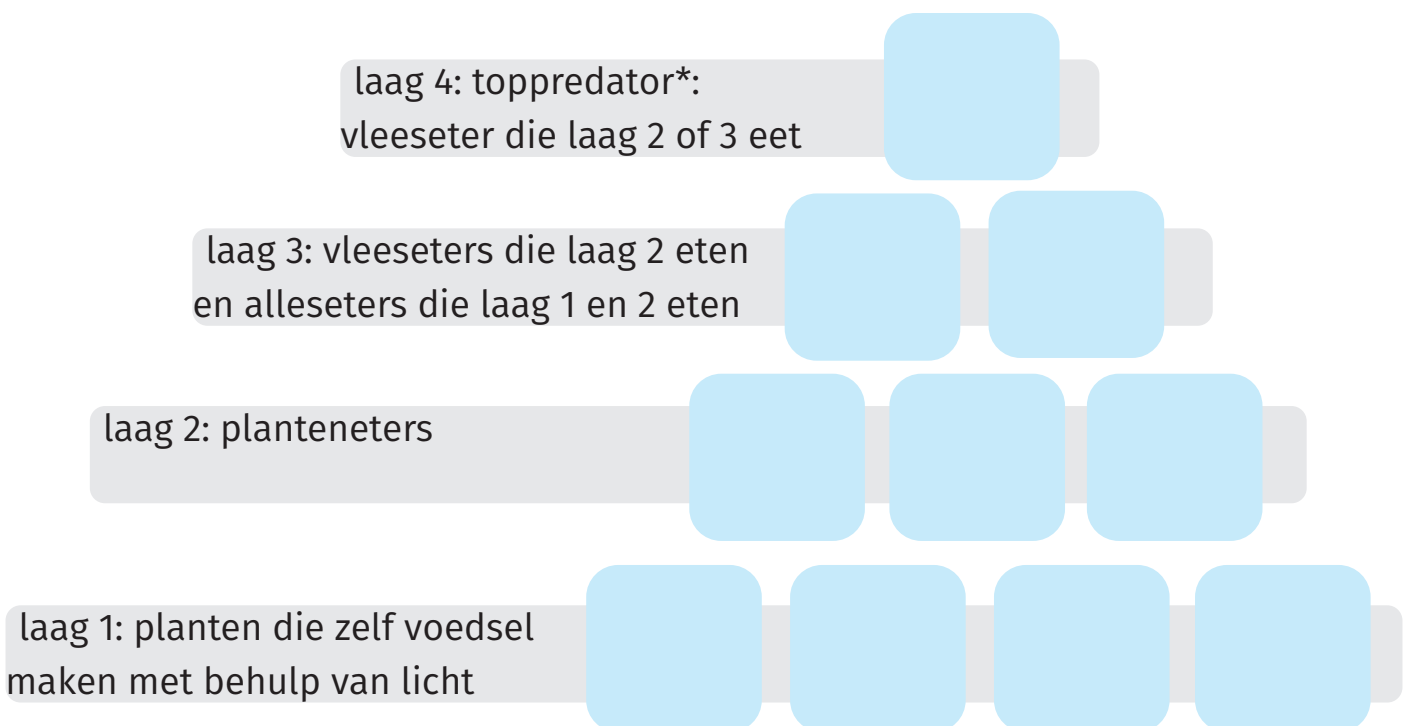 laag 4: toppredator*:
vleeseter die laag 2 of 3 eet
laag 3: vleeseters die laag 2 eten
en alleseters die laag 1 en 2 eten
laag 2: planteneters
laag 1: planten die zelf voedsel
maken met behulp van licht